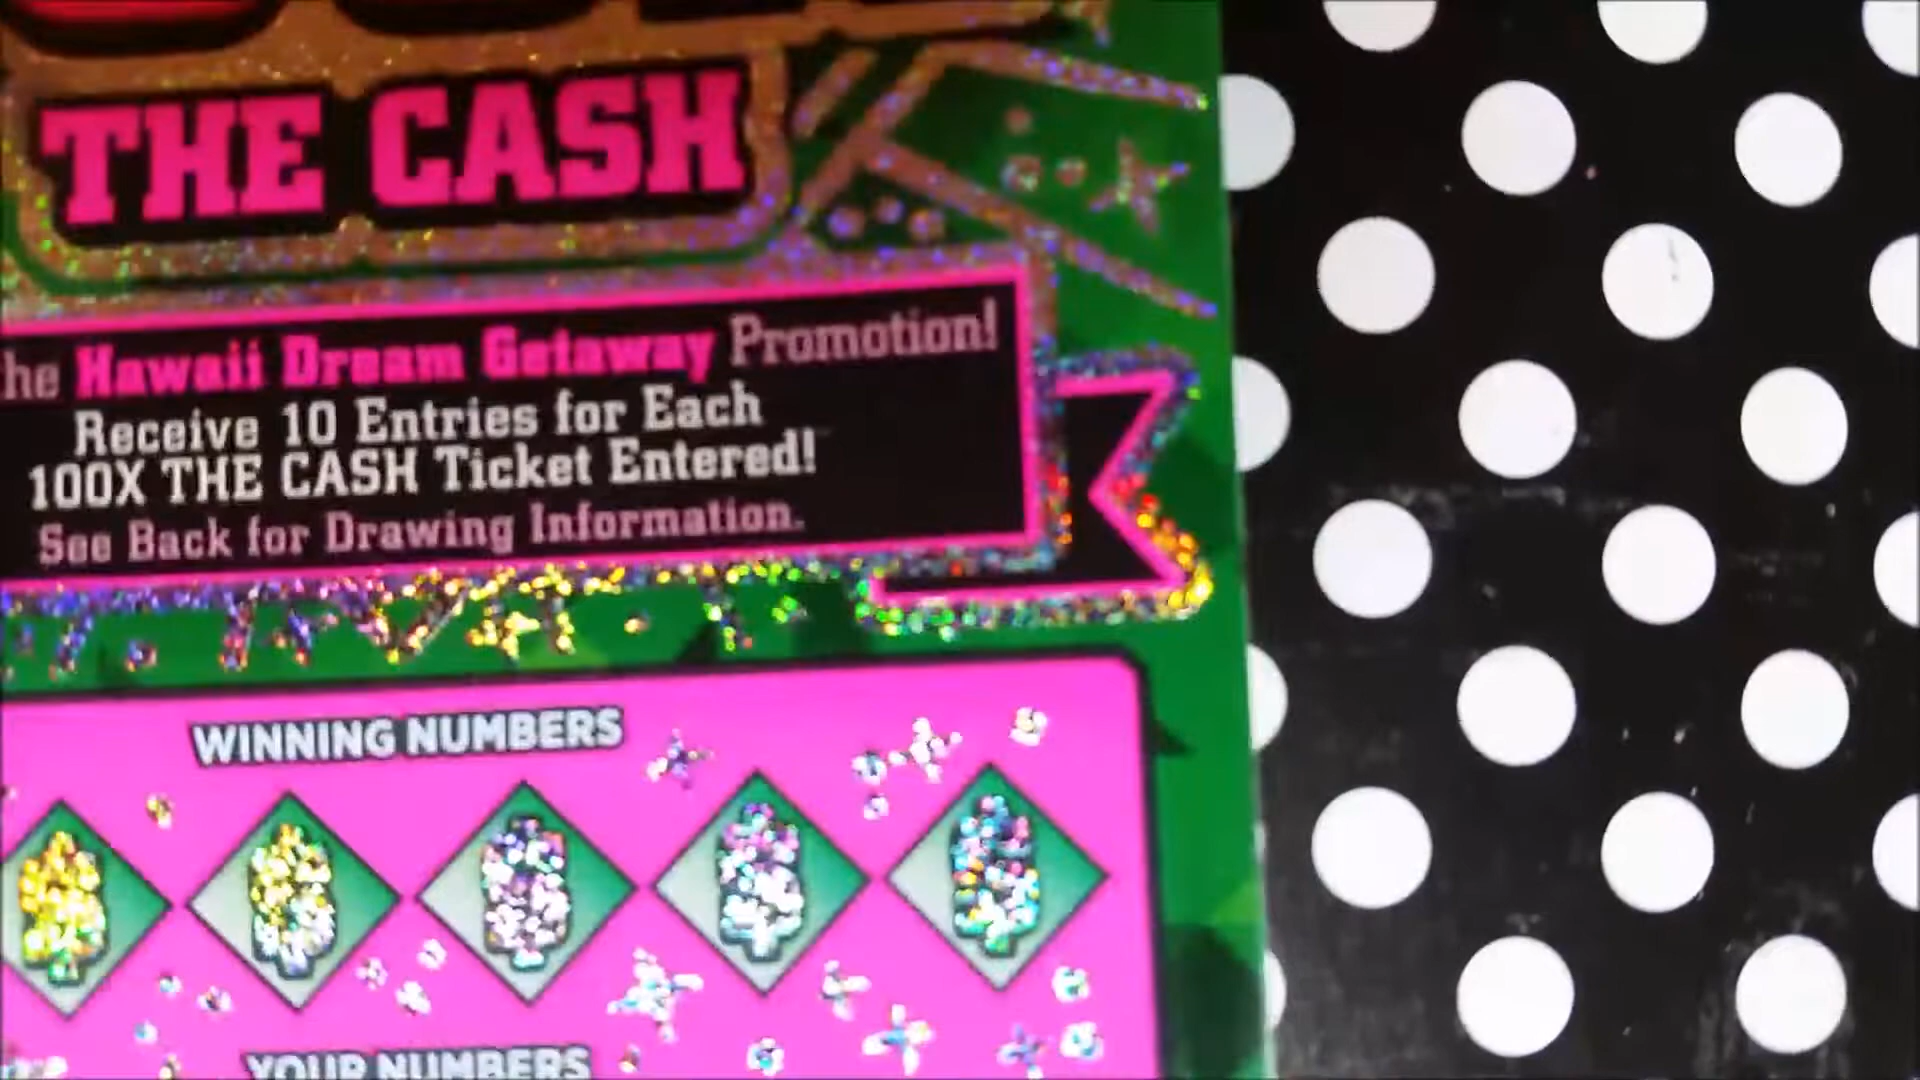 THE CASH
the Hawaii Dream Getaway Promotion!
Receive 10 Entries for Each
100X THE CASH Ticket Entered!
See Back for Drawing Information.
WINNING NUMBERS
YOUR NUMBERS